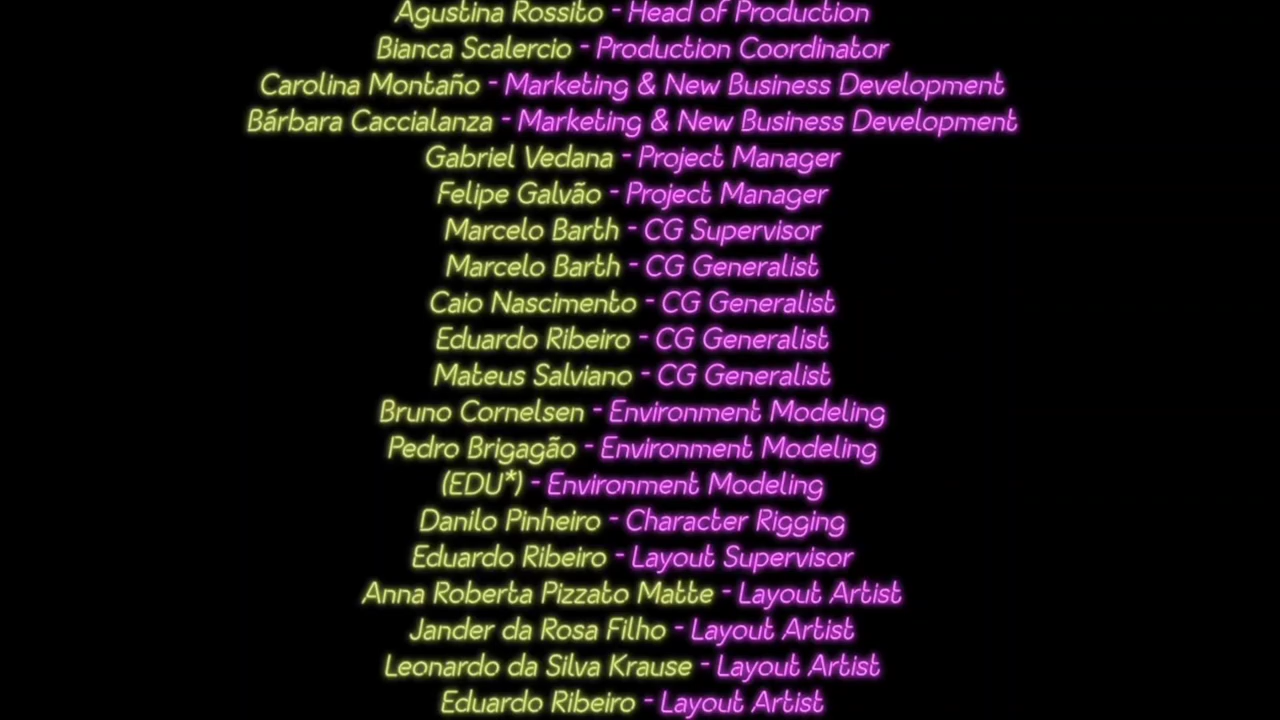 Agustina Rossito - Head of Production
Bianca Scalercio - Production Coordinator
Carolina Montaño - Marketing & New Business Development
Bárbara Caccialanza - Marketing & New Business Development
Gabriel Vedana - Project Manager
Felipe Galvão - Project Manager
Marcelo Barth - CG Supervisor
Marcelo Barth - CG Generalist
Caio Nascimento - CG Generalist
Eduardo Ribeiro - CG Generalist
Mateus Salviano - CG Generalist
Bruno Cornelsen - Environment Modeling
Pedro Brigagão - Environment Modeling
(EDU*) - Environment Modeling
Danilo Pinheiro - Character Rigging
Eduardo Ribeiro - Layout Supervisor
Anna Roberta Pizzato Matte - Layout Artist
Jander da Rosa Filho - Layout Artist
Leonardo da Silva Krause - Layout Artist
Eduardo Ribeiro - Layout Artist